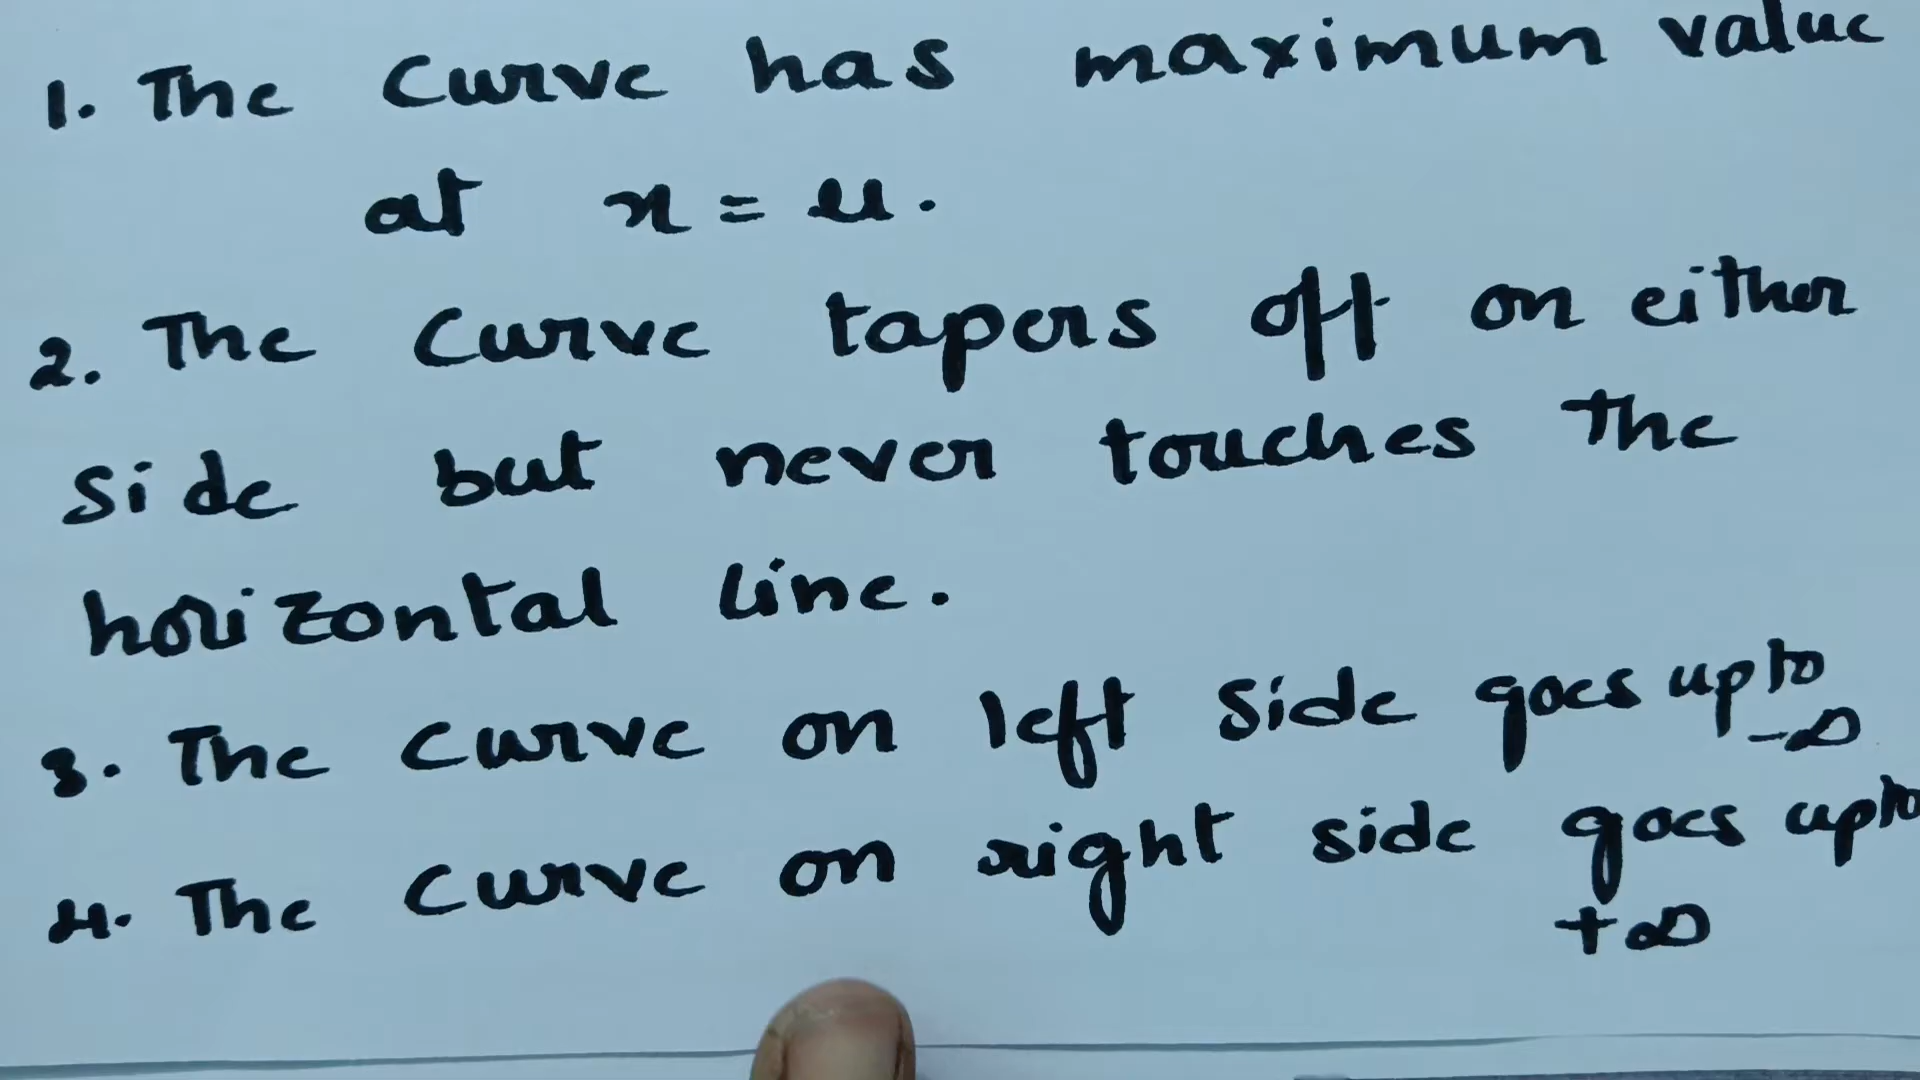 1. The curve has maximum value
at x = μ.
2. The curve tapers off on either
side but never touches the
horizontal line.
3. The curve on left side goes upto
-∞
4. The curve on right side goes upto
+∞